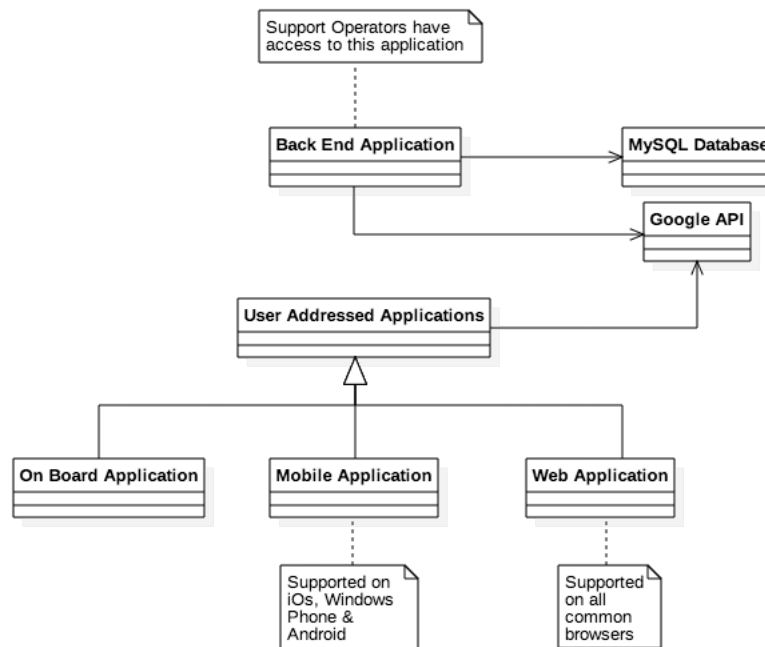 Support Operators have
access to this application
Back End Application
MySQL Database
Google API
User Addressed Applications
On Board Application
Mobile Application
Web Application
Supported on
iOs, Windows
Phone &
Android
Supported
on all
common
browsers